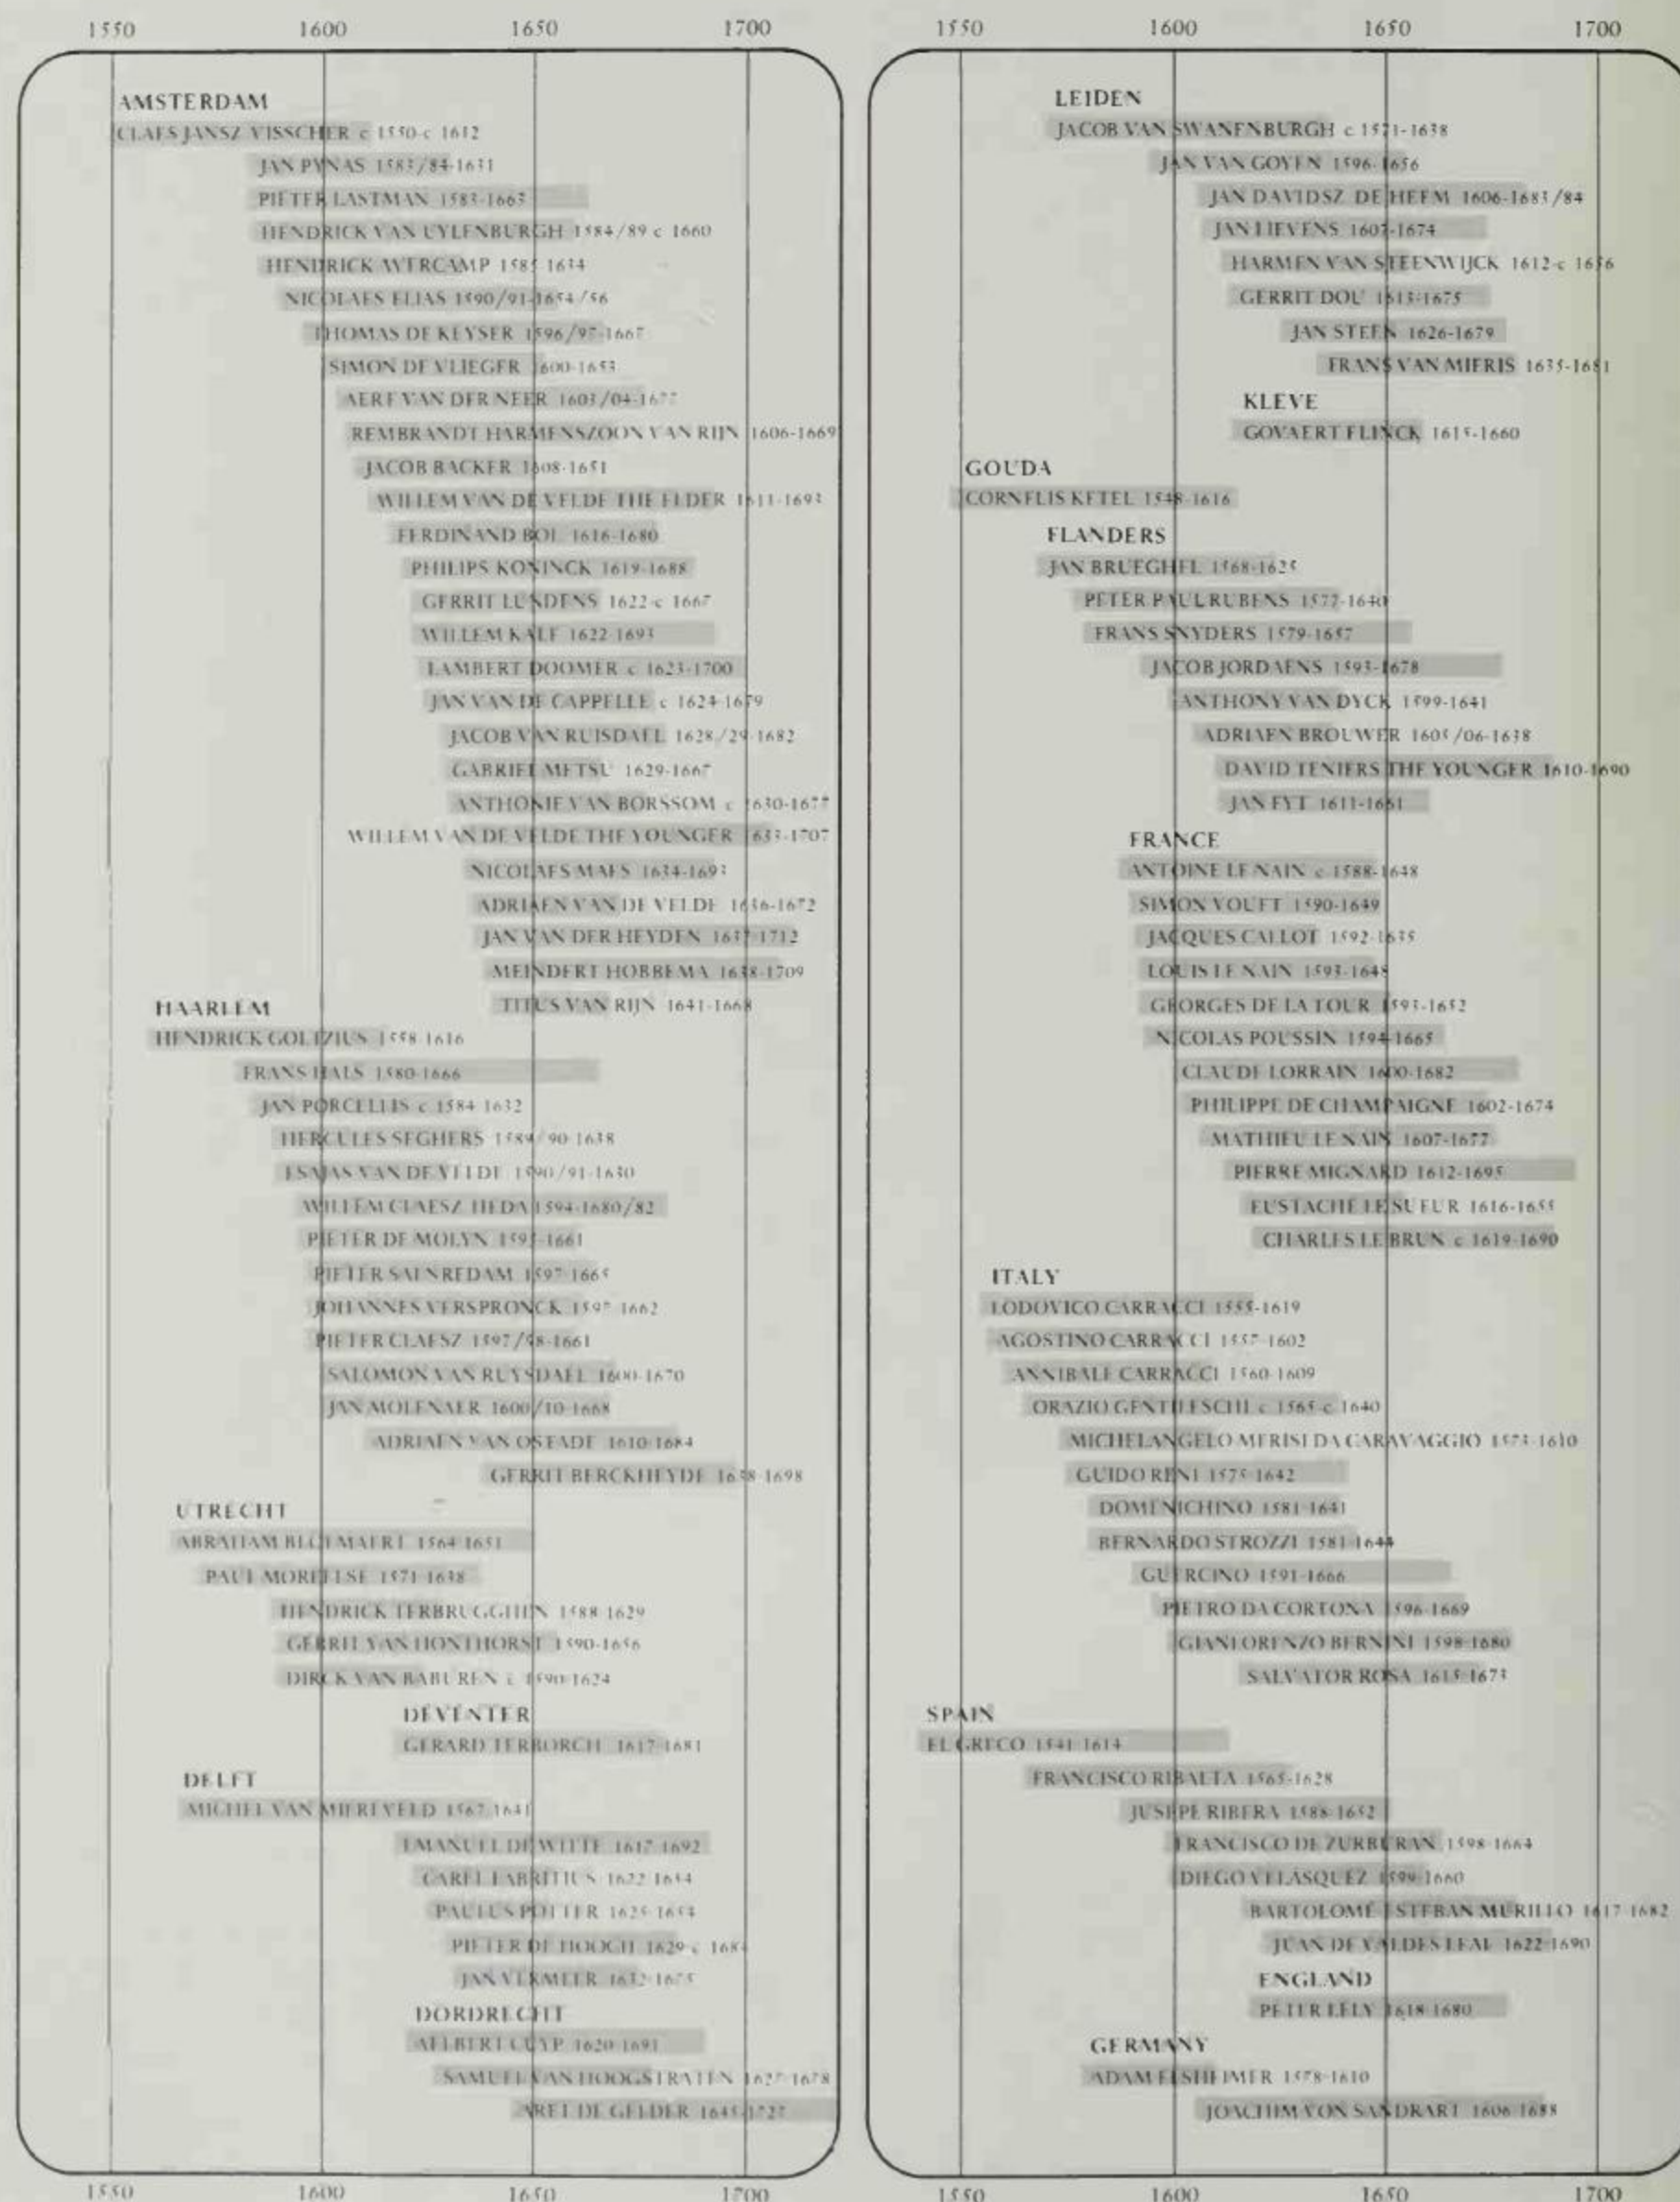 1550 1600 1650 1700
AMSTERDAM
CLAES JANSZ VISSCHER c 1550-c 1612
JAN PYNAS 1583/84-1631
PIETER LASTMAN 1583-1663
HENDRICK VAN UYLENBURGH 1584/89 c 1660
HENDRICK AVERCAMP 1585 1634
NICOLAES ELIAS 1590/91-1654/56
THOMAS DE KEYSER 1596/97-1667
SIMON DE VLIEGER 1600-1653
AERT VAN DER NEER 1603/04-1677
REMBRANDT HARMENSZOON VAN RIJN 1606-1669
JACOB BACKER 1608-1651
WILLEM VAN DE VELDE THE ELDER 1611-1693
FERDINAND BOL 1616-1680
PHILIPS KONINCK 1619-1688
GERRIT LUNDENS 1622-c 1667
WILLEM KALF 1622-1693
LAMBERT DOOMER c 1623-1700
JAN VAN DE CAPPELLE c 1624-1679
JACOB VAN RUISDAEL 1628/29-1682
GABRIEL METSU 1629-1667
ANTHONIE VAN BORSSOM c 1630-1677
WILLEM VAN DE VELDE THE YOUNGER 1633-1707
NICOLAES MAES 1634-1693
ADRIAEN VAN DE VELDE 1636-1672
JAN VAN DER HEYDEN 1637-1712
MEINDERT HOBBEMA 1638-1709
TITUS VAN RIJN 1641-1668
HAARLEM
HENDRICK GOLTZIUS 1558-1616
FRANS HALS 1580-1666
JAN PORCELLIS c 1584-1632
HERCULES SEGHERS 1589/90-1638
ESAIAS VAN DE VELDE 1590/91-1630
WILLEM CLAESZ HEDA 1594-1680/82
PIETER DE MOLYN 1595-1661
PIETER SAENREDAM 1597-1665
JOHANNES VERSPRONCK 1597-1662
PIETER CLAESZ 1597/98-1661
SALOMON VAN RUYSDAEL 1600-1670
JAN MOLENAER 1600/10-1668
ADRIAEN VAN OSTADE 1610-1684
GERRIT BERCKHEYDE 1638-1698
UTRECHT
ABRAHAM BLOEMAERT 1564-1651
PAUL MOREELSE 1571-1638
HENDRICK TERBRUGGHEN 1588-1629
GERRIT VAN HONTHORST 1590-1656
DIRCK VAN BABUREN c 1590-1624
DEVENTER
GERARD TERBORCH 1617-1681
DELFT
MICHIEL VAN MIEREVELD 1567-1641
EMANUEL DE WITTE 1617-1692
CAREL FABRITIUS 1622-1654
PAULUS POTTER 1625-1654
PIETER DE HOOCH 1629-c 1684
JAN VERMEER 1632-1675
DORDRECHT
AELBERT CUYP 1620-1691
SAMUEL VAN HOOGSTRATEN 1627-1678
ARET DE GELDER 1645-1727
1550 1600 1650 1700
1550 1600 1650 1700
LEIDEN
JACOB VAN SWANENBURGH c 1571-1638
JAN VAN GOYEN 1596-1656
JAN DAVIDSZ DE HEEM 1606-1683/84
JAN LIEVENS 1607-1674
HARMEN VAN STEENWIJCK 1612-c 1656
GERRIT DOU 1613-1675
JAN STEEN 1626-1679
FRANS VAN MIERIS 1635-1681
KLEVE
GOVAERT FLINCK 1615-1660
GOUDA
CORNELIS KETEL 1548-1616
FLANDERS
JAN BRUEGHEL 1568-1625
PETER PAUL RUBENS 1577-1640
FRANS SNYDERS 1579-1657
JACOB JORDAENS 1593-1678
ANTHONY VAN DYCK 1599-1641
ADRIAEN BROUWER 1605/06-1638
DAVID TENIERS THE YOUNGER 1610-1690
JAN FYT 1611-1661
FRANCE
ANTOINE LE NAIN c 1588-1648
SIMON VOUET 1590-1649
JACQUES CALLOT 1592-1635
LOUIS LE NAIN 1593-1648
GEORGES DE LA TOUR 1593-1652
NICOLAS POUSSIN 1594-1665
CLAUDE LORRAIN 1600-1682
PHILIPPE DE CHAMPAIGNE 1602-1674
MATHIEU LE NAIN 1607-1677
PIERRE MIGNARD 1612-1695
EUSTACHE LE SUEUR 1616-1655
CHARLES LE BRUN c 1619-1690
ITALY
LODOVICO CARRACCI 1555-1619
AGOSTINO CARRACCI 1557-1602
ANNIBALE CARRACCI 1560-1609
ORAZIO GENTILESCHI c 1565-c 1640
MICHELANGELO MERISI DA CARAVAGGIO 1573-1610
GUIDO RENI 1575-1642
DOMENICHINO 1581-1641
BERNARDO STROZZI 1581-1644
GUERCINO 1591-1666
PIETRO DA CORTONA 1596-1669
GIANLORENZO BERNINI 1598-1680
SALVATOR ROSA 1615-1673
SPAIN
EL GRECO 1541-1614
FRANCISCO RIBALTA 1565-1628
JUSEPE RIBERA 1588-1652
FRANCISCO DE ZURBURAN 1598-1664
DIEGO VELASQUEZ 1599-1660
BARTOLOMÉ ESTEBAN MURILLO 1617-1682
JUAN DE VALDES LEAL 1622-1690
ENGLAND
PETER LELY 1618-1680
GERMANY
ADAM ELSHEIMER 1578-1610
JOACHIM VON SANDRART 1606-1688
1550 1600 1650 1700